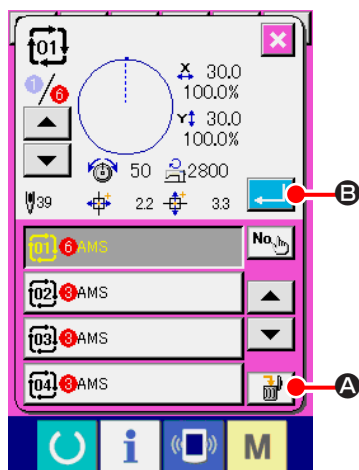 01
X 30.0
100.0%
1/6
Y 30.0
100.0%
50 2800
39 2.2 3.3
B
01 6 AMS
No.
02 3 AMS
03 3 AMS
04 3 AMS
A
i M